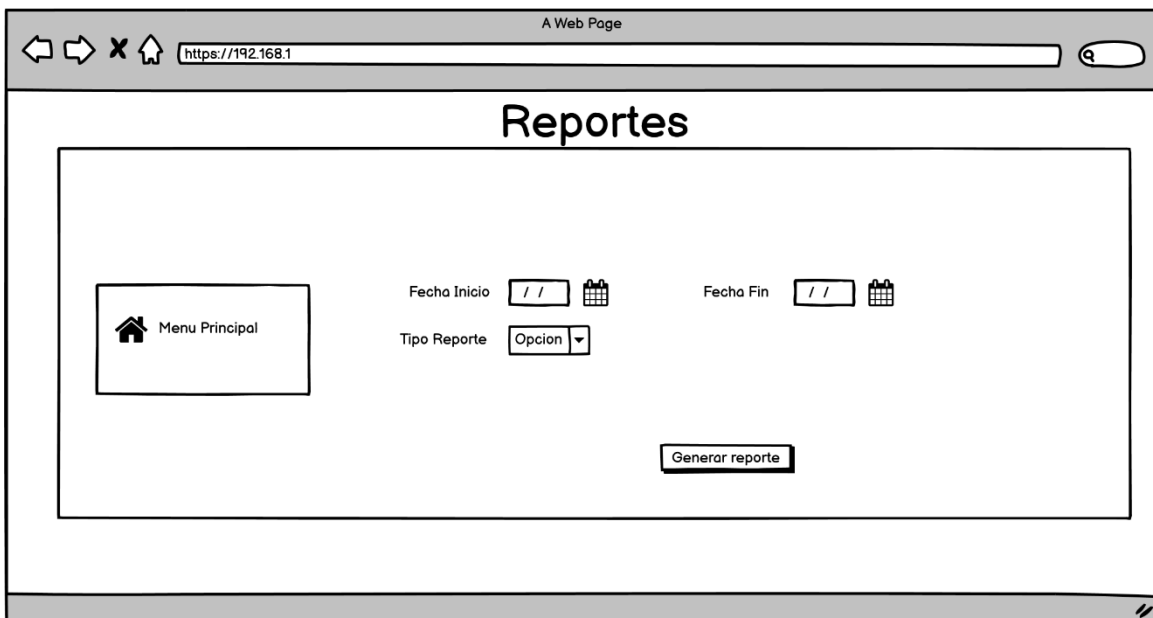 A Web Page
https://192.168.1
Reportes
Fecha Inicio / /
Fecha Fin / /
Menu Principal
Tipo Reporte Opcion
Generar reporte